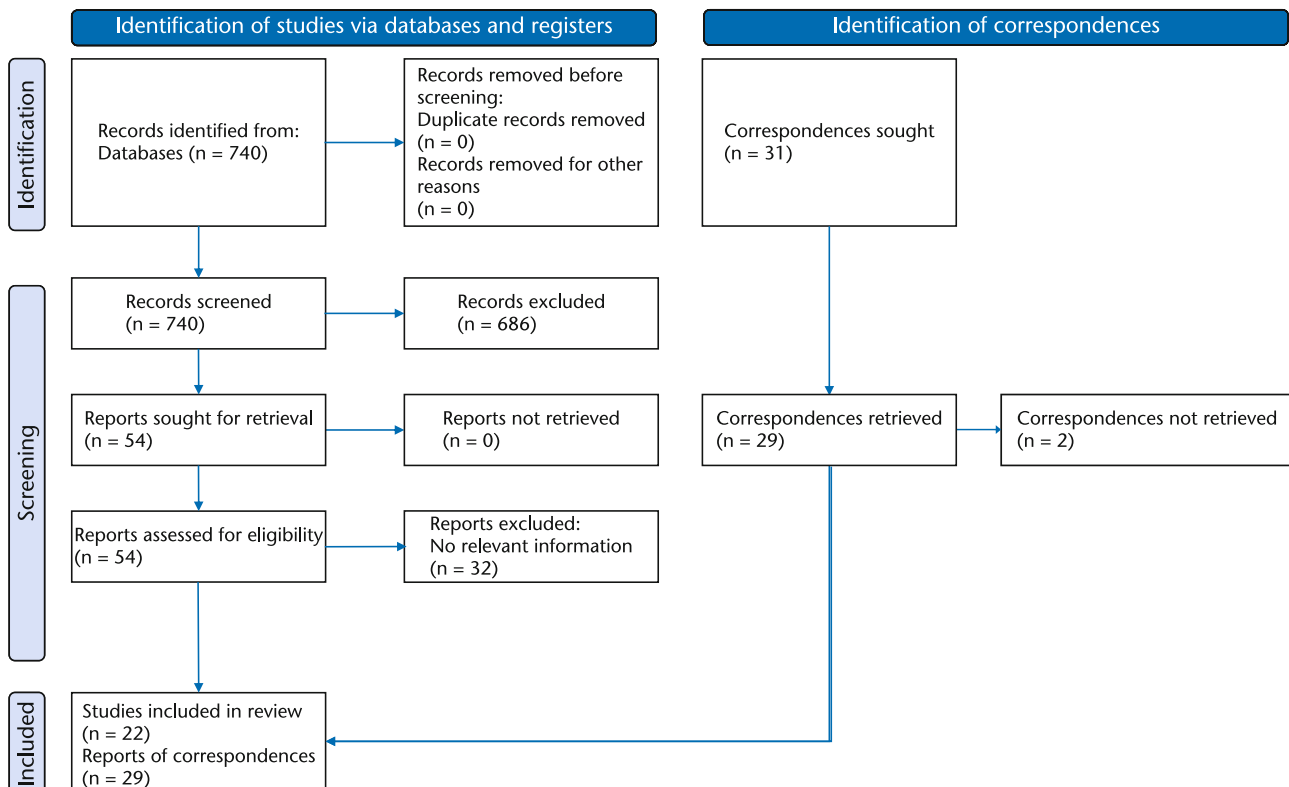 Identification of studies via databases and registers
Identification of correspondences
Identification
Records identified from:
Databases (n = 740)
Records removed before
screening:
Duplicate records removed
(n = 0)
Records removed for other
reasons
(n = 0)
Correspondences sought
(n = 31)
Screening
Records screened
(n = 740)
Records excluded
(n = 686)
Reports sought for retrieval
(n = 54)
Reports not retrieved
(n = 0)
Correspondences retrieved
(n = 29)
Correspondences not retrieved
(n = 2)
Reports assessed for eligibility
(n = 54)
Reports excluded:
No relevant information
(n = 32)
Included
Studies included in review
(n = 22)
Reports of correspondences
(n = 29)